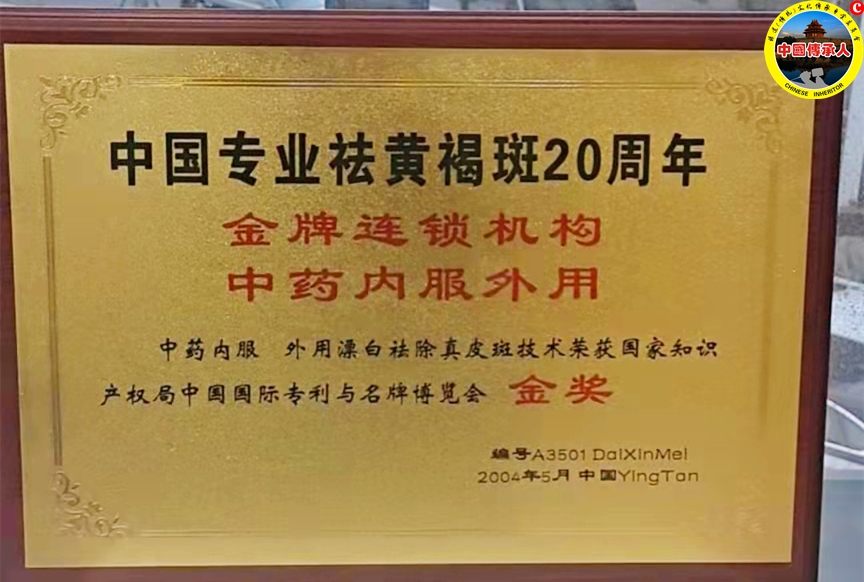 中國傳承人
CHINESE INHERITOR
中国专业祛黄褐斑20周年
金牌连锁机构
中药内服外用
中药内服 外用漂白祛除真皮斑技术荣获国家知识
产权局中国国际专利与名牌博览会 金奖
编号A3501 DaiXinMei
2004年5月 中国YingTan